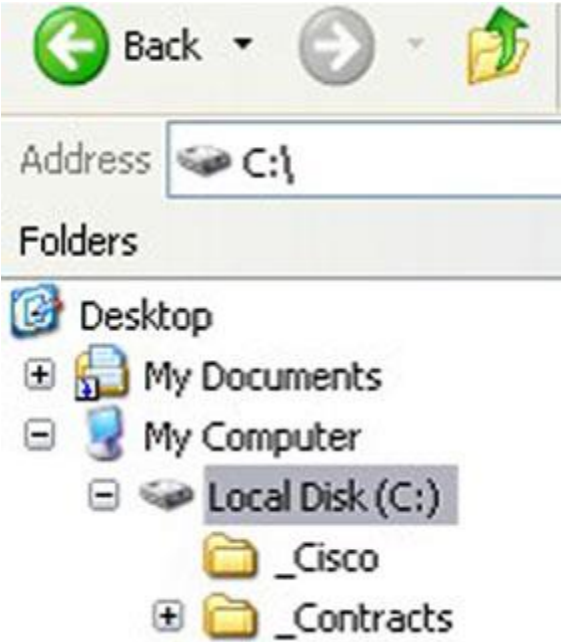 Back
Address C:\
Folders
Desktop
My Documents
My Computer
Local Disk (C:)
_Cisco
_Contracts